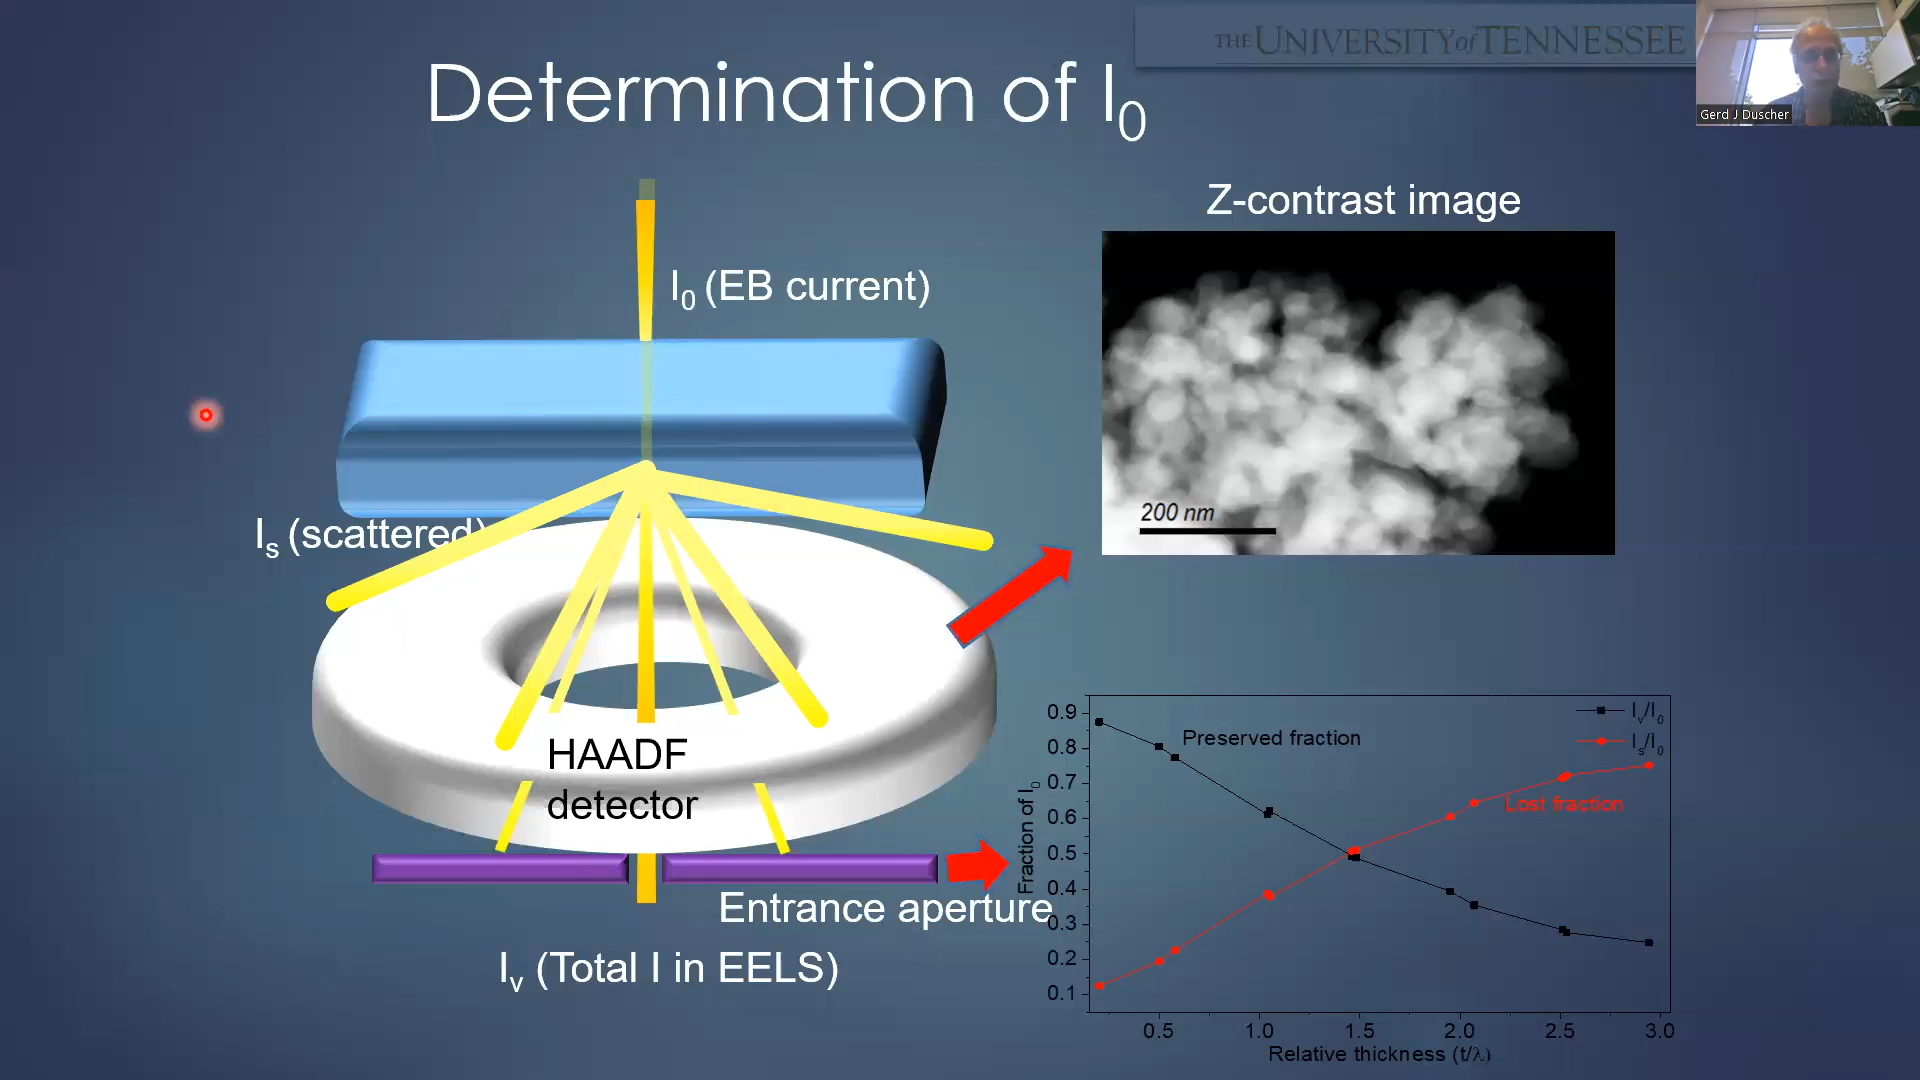 THE UNIVERSITY of TENNESSEE
Gerd J Duscher
Determination of I0
Z-contrast image
I0 (EB current)
200 nm
Is (scattered)
HAADF
detector
Entrance aperture
Iv (Total I in EELS)
Iv/I0
Is/I0
Preserved fraction
Lost fraction
Fraction of I0
0.9
0.8
0.7
0.6
0.5
0.4
0.3
0.2
0.1
0.5 1.0 1.5 2.0 2.5 3.0
Relative thickness (t/λ)